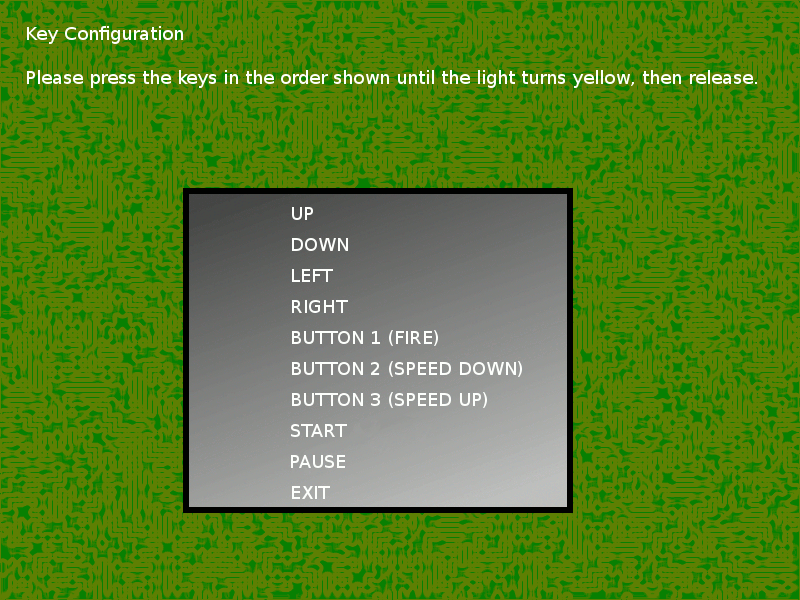 Key Configuration
Please press the keys in the order shown until the light turns yellow, then release.
UP
DOWN
LEFT
RIGHT
BUTTON 1 (FIRE)
BUTTON 2 (SPEED DOWN)
BUTTON 3 (SPEED UP)
START
PAUSE
EXIT